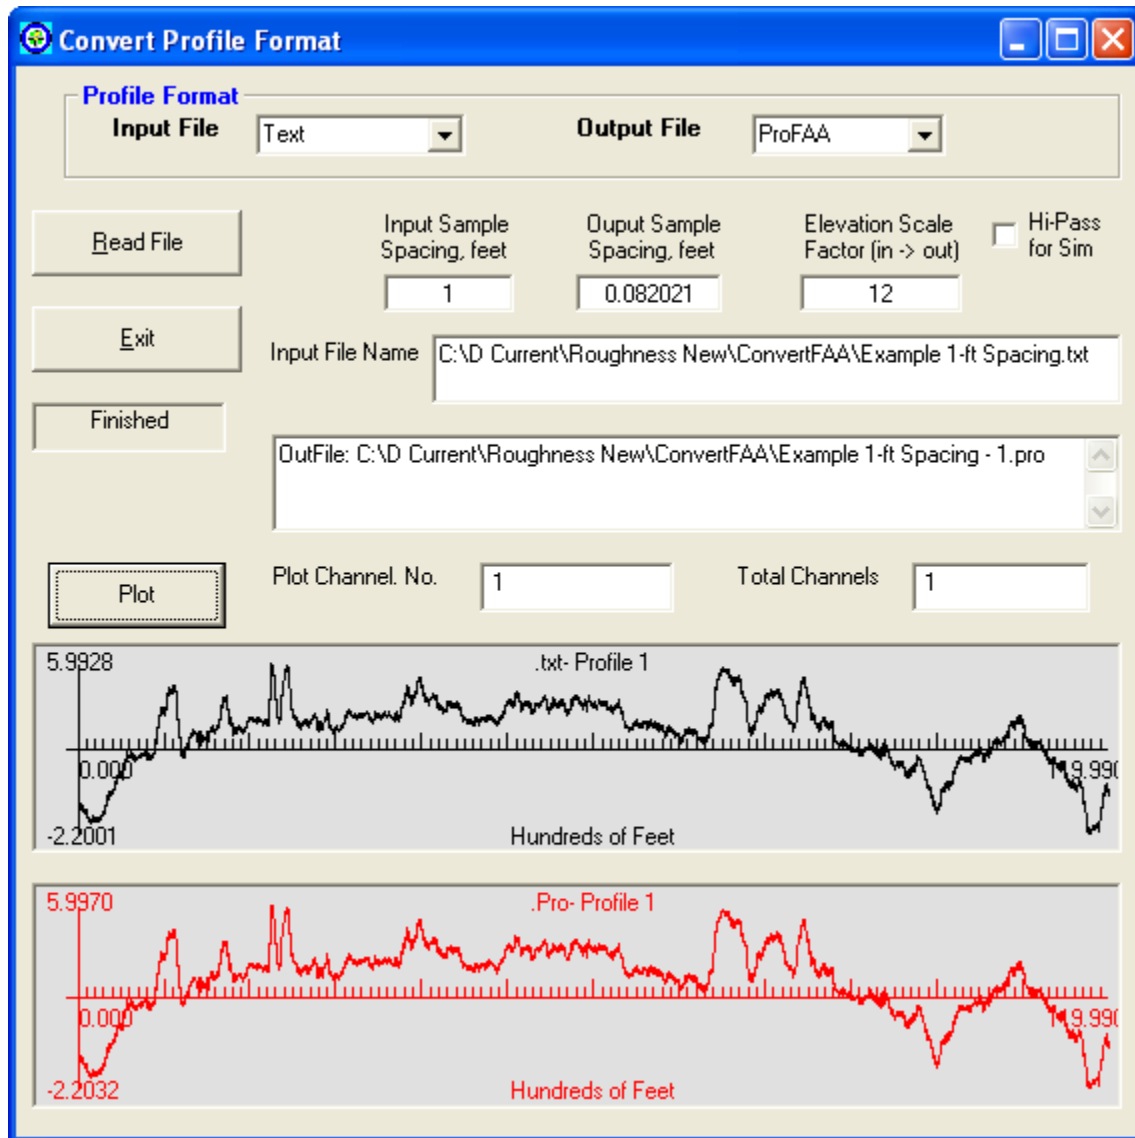 Convert Profile Format
Profile Format
Input File
Text
Output File
ProFAA
Read File
Input Sample
Spacing, feet
Ouput Sample
Spacing, feet
Elevation Scale
Factor (in -> out)
Hi-Pass
for Sim
1
0.082021
12
Exit
Input File Name
C:\D Current\Roughness New\ConvertFAA\Example 1-ft Spacing.txt
Finished
OutFile: C:\D Current\Roughness New\ConvertFAA\Example 1-ft Spacing - 1.pro
Plot
Plot Channel. No.
1
Total Channels
1
5.9928
.txt- Profile 1
0.000
119.990
-2.2001
Hundreds of Feet
5.9970
.Pro- Profile 1
0.000
119.990
-2.2032
Hundreds of Feet